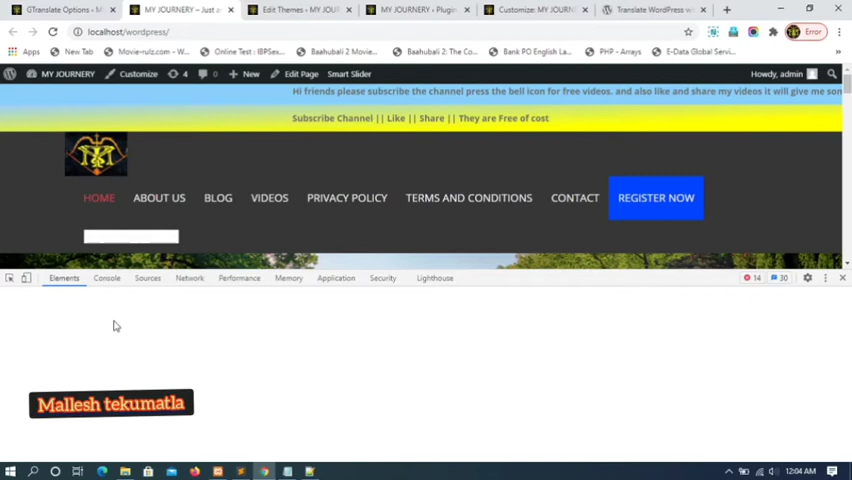 GTranslate Options ‹ M
MY JOURNERY – Just a
Edit Themes ‹ MY JOU
MY JOURNERY - Plugin
Customize: MY JOURN
Translate WordPress w
localhost/wordpress/
Error
Apps
New Tab
Movie-rulz.com - W...
Online Test : IBPSex...
Baahubali 2 Movie...
Baahubali 2: The Co...
Bank PO English La...
PHP - Arrays
E-Data Global Servi...
MY JOURNERY
Customize
4
0
New
Edit Page
Smart Slider
Howdy, admin
Hi friends please subscribe the channel press the bell icon for free videos. and also like and share my videos it will give me som
Subscribe Channel || Like || Share || They are Free of cost
HOME
ABOUT US
BLOG
VIDEOS
PRIVACY POLICY
TERMS AND CONDITIONS
CONTACT
REGISTER NOW
Elements
Console
Sources
Network
Performance
Memory
Application
Security
Lighthouse
14
30
Mallesh tekumatla
12:04 AM